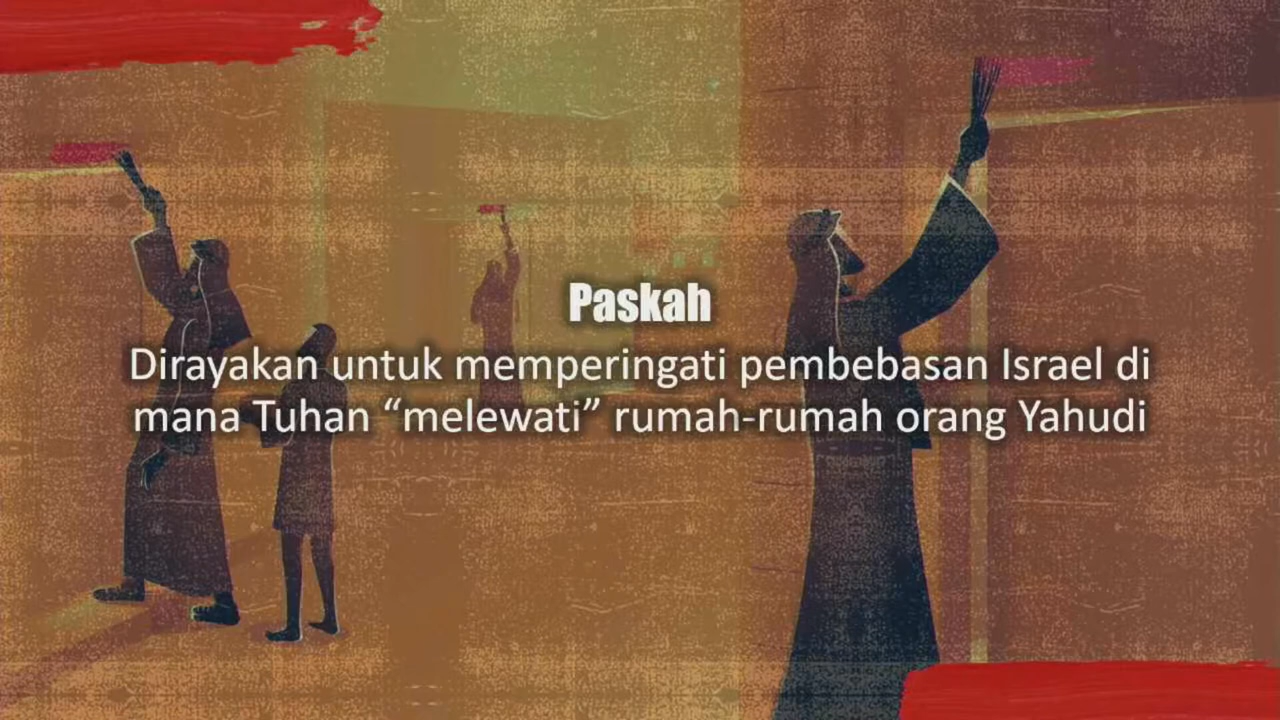 Paskah
Dirayakan untuk memperingati pembebasan Israel di
mana Tuhan “melewati” rumah-rumah orang Yahudi